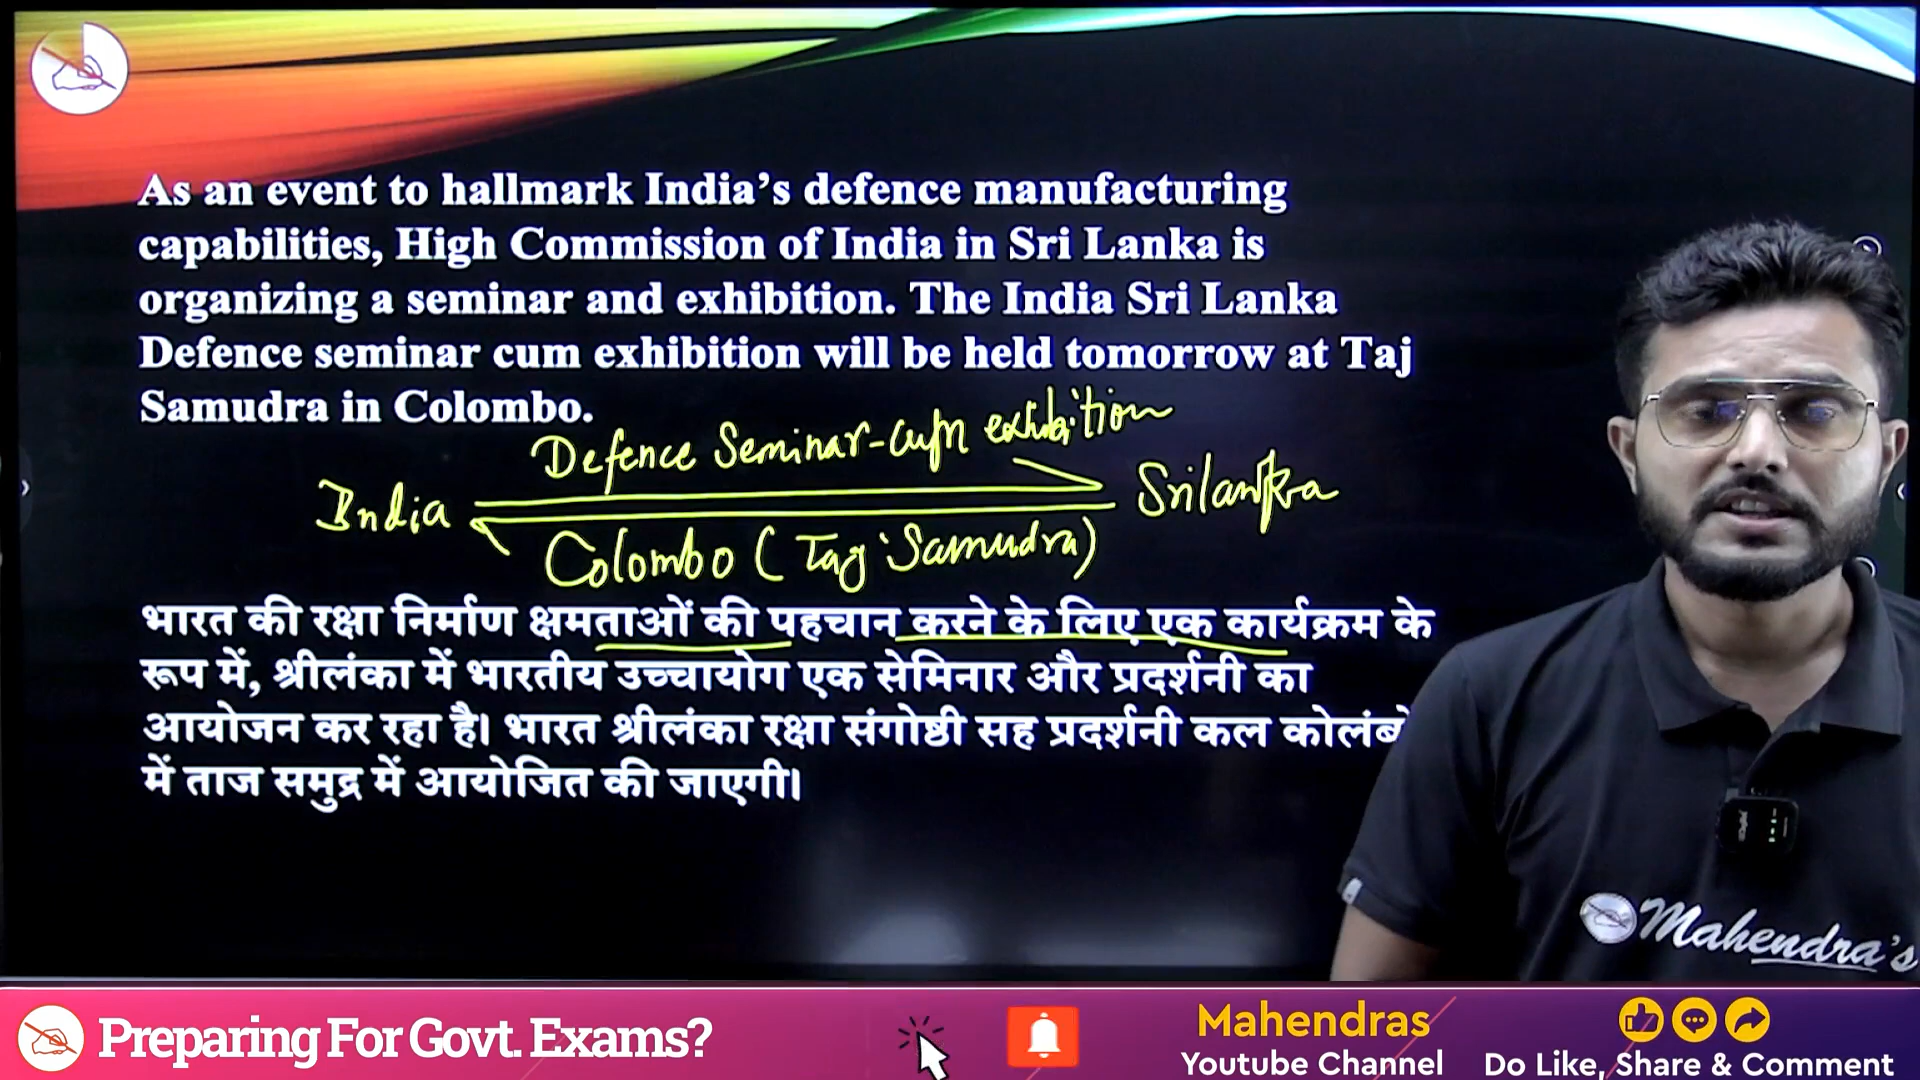 As an event to hallmark India’s defence manufacturing
capabilities, High Commission of India in Sri Lanka is
organizing a seminar and exhibition. The India Sri Lanka
Defence seminar cum exhibition will be held tomorrow at Taj
Samudra in Colombo.
Defence Seminar-cum exhibition
India
Srilanka
Colombo (Taj Samudra)
भारत की रक्षा निर्माण क्षमताओं की पहचान करने के लिए एक कार्यक्रम के
रूप में, श्रीलंका में भारतीय उच्चायोग एक सेमिनार और प्रदर्शनी का
आयोजन कर रहा है। भारत श्रीलंका रक्षा संगोष्ठी सह प्रदर्शनी कल
में ताज समुद्र में आयोजित की जाएगी।
Mahendra's
Preparing For Govt. Exams?
Mahendras
Youtube Channel
Do Like, Share & Comment